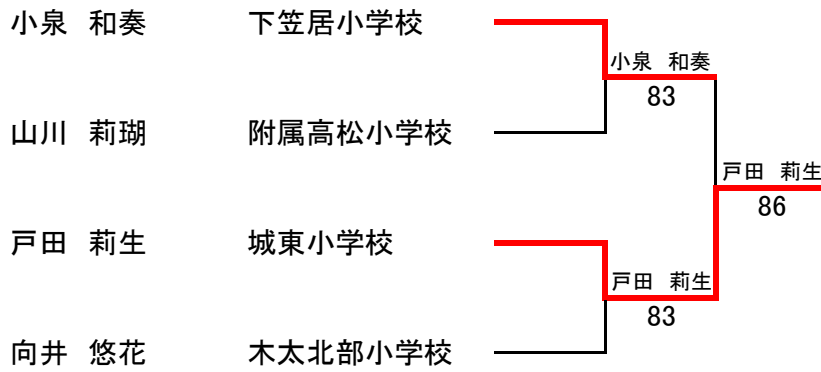 小泉　和奏　下笠居小学校
小泉　和奏
83
山川　莉瑚　附属高松小学校
戸田　莉生
86
戸田　莉生　城東小学校
戸田　莉生
83
向井　悠花　木太北部小学校